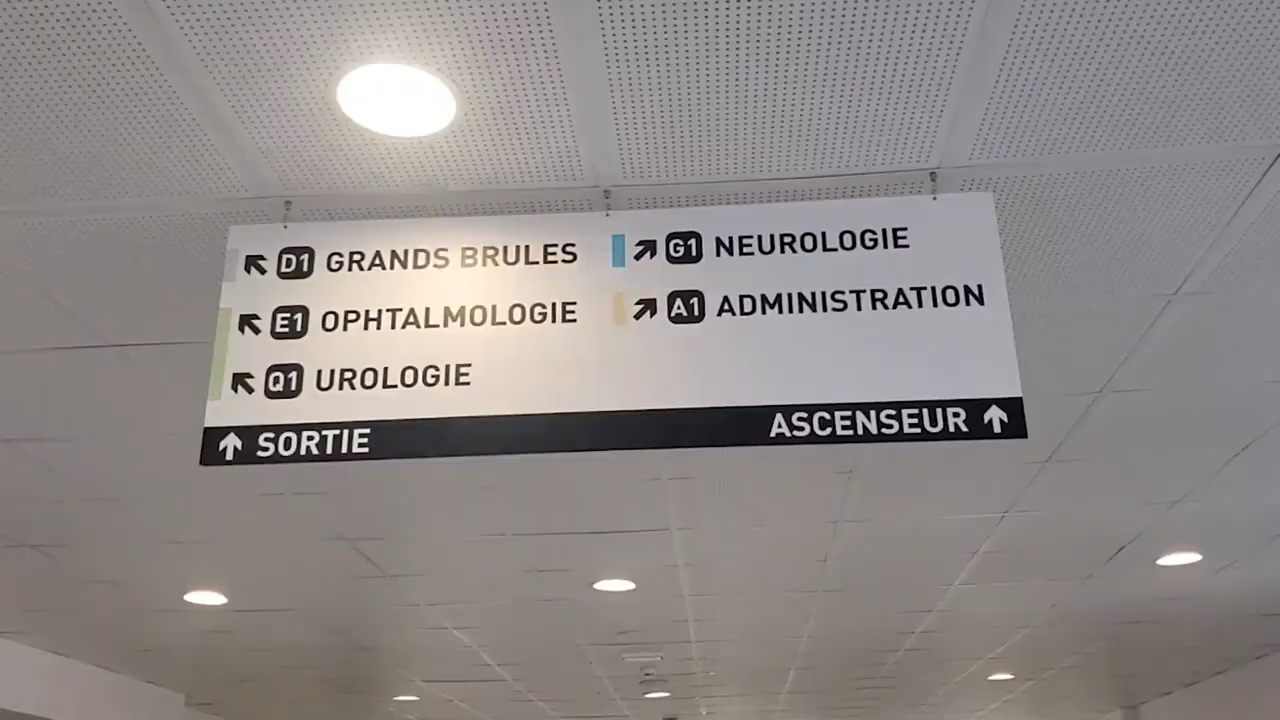 D1 GRANDS BRULES
E1 OPHTALMOLOGIE
Q1 UROLOGIE
G1 NEUROLOGIE
A1 ADMINISTRATION
SORTIE
ASCENSEUR